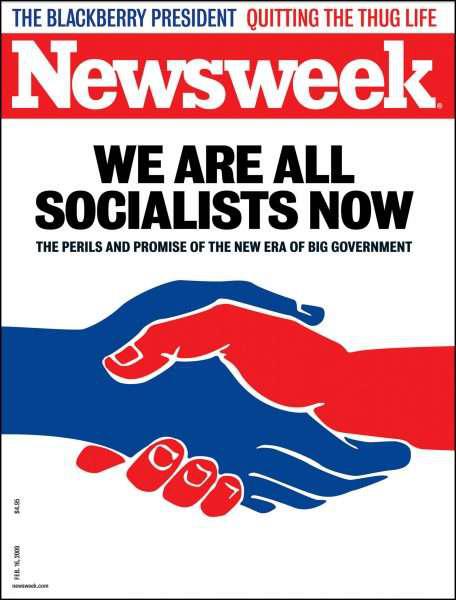 THE BLACKBERRY PRESIDENT QUITTING THE THUG LIFE
Newsweek®
WE ARE ALL
SOCIALISTS NOW
THE PERILS AND PROMISE OF THE NEW ERA OF BIG GOVERNMENT
$4.95
FEB. 16, 2009
newsweek.com